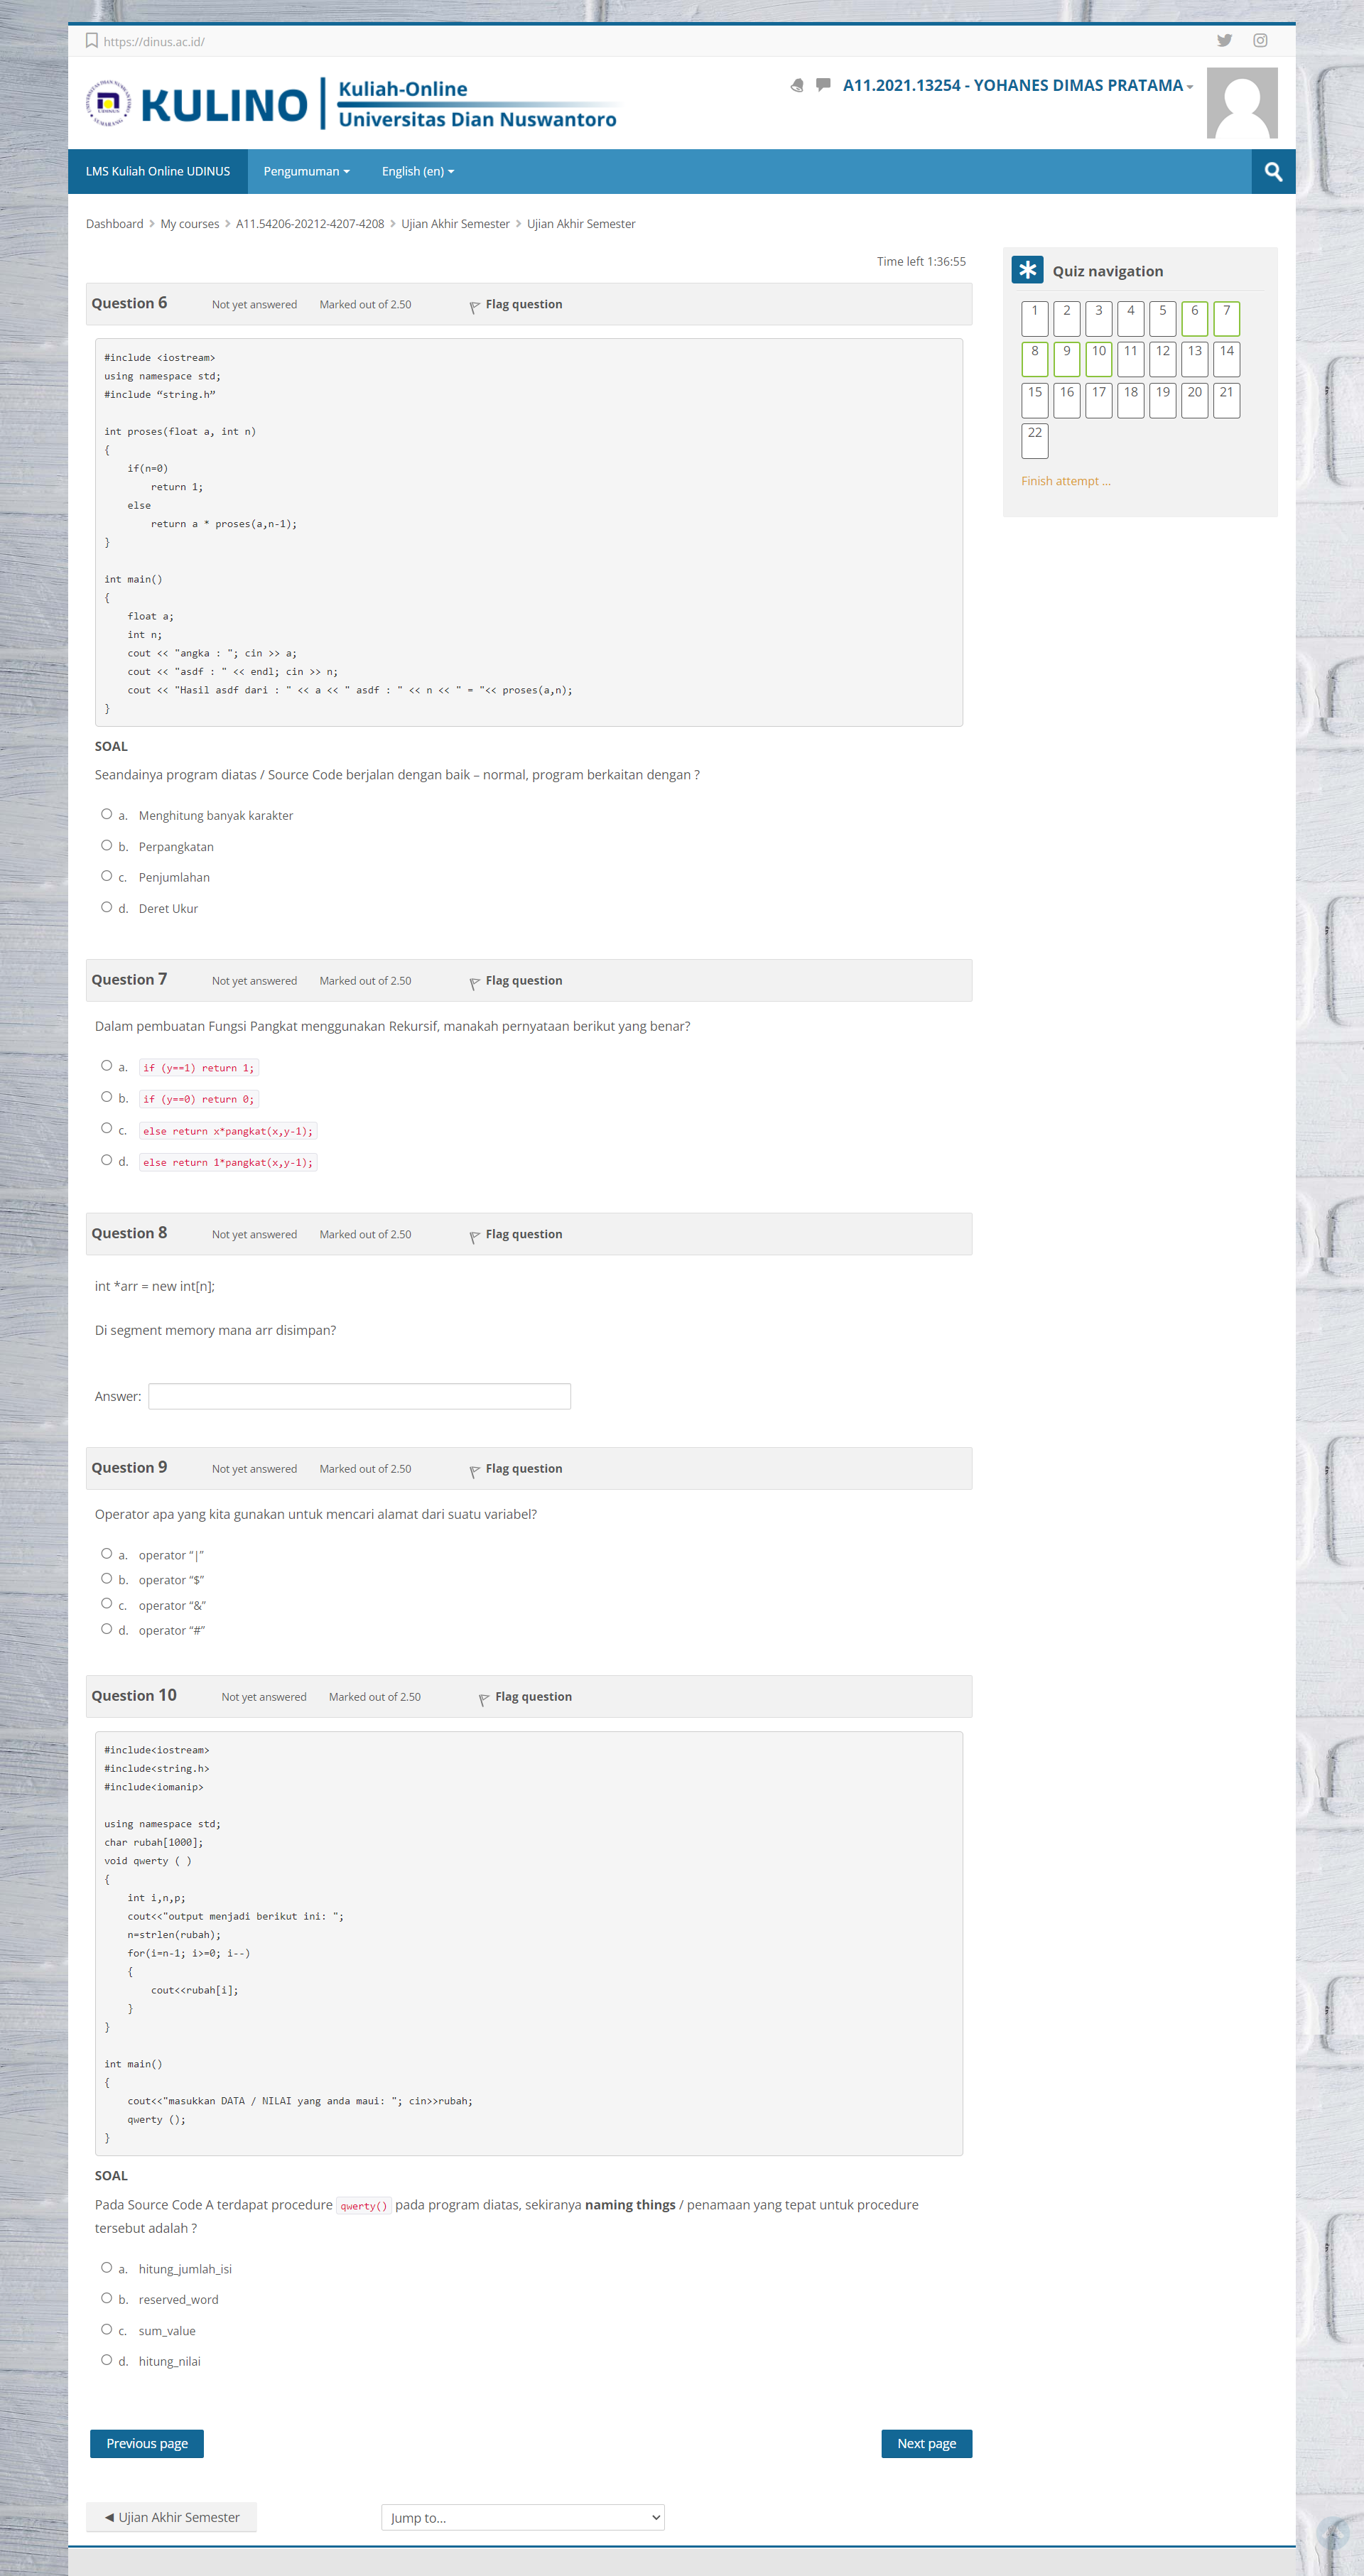 https://dinus.ac.id/
KULINO
Kuliah-Online
Universitas Dian Nuswantoro
A11.2021.13254 - YOHANES DIMAS PRATAMA
LMS Kuliah Online UDINUS Pengumuman English (en)
Dashboard My courses A11.54206-20212-4207-4208 Ujian Akhir Semester Ujian Akhir Semester
Time left 1:36:55
Quiz navigation
1 2 3 4 5 6 7
8 9 10 11 12 13 14
15 16 17 18 19 20 21
22
Finish attempt ...
Question 6 Not yet answered Marked out of 2.50 Flag question
#include <iostream>
using namespace std;
#include “string.h”
int proses(float a, int n)
{
if(n=0)
return 1;
else
return a * proses(a,n-1);
}
int main()
{
float a;
int n;
cout << "angka : "; cin >> a;
cout << "asdf : " << endl; cin >> n;
cout << "Hasil asdf dari : " << a << " asdf : " << n << " = "<< proses(a,n);
}
SOAL
Seandainya program diatas / Source Code berjalan dengan baik – normal, program berkaitan dengan ?
a. Menghitung banyak karakter
b. Perpangkatan
c. Penjumlahan
d. Deret Ukur
Question 7 Not yet answered Marked out of 2.50 Flag question
Dalam pembuatan Fungsi Pangkat menggunakan Rekursif, manakah pernyataan berikut yang benar?
a. if (y==1) return 1;
b. if (y==0) return 0;
c. else return x*pangkat(x,y-1);
d. else return 1*pangkat(x,y-1);
Question 8 Not yet answered Marked out of 2.50 Flag question
int *arr = new int[n];
Di segment memory mana arr disimpan?
Answer:
Question 9 Not yet answered Marked out of 2.50 Flag question
Operator apa yang kita gunakan untuk mencari alamat dari suatu variabel?
a. operator “|”
b. operator “$”
c. operator “&”
d. operator “#”
Question 10 Not yet answered Marked out of 2.50 Flag question
#include<iostream>
#include<string.h>
#include<iomanip>
using namespace std;
char rubah[1000];
void qwerty ( )
{
int i,n,p;
cout<<"output menjadi berikut ini: ";
n=strlen(rubah);
for(i=n-1; i>=0; i--)
{
cout<<rubah[i];
}
}
int main()
{
cout<<"masukkan DATA / NILAI yang anda maui: "; cin>>rubah;
qwerty ();
}
SOAL
Pada Source Code A terdapat procedure qwerty() pada program diatas, sekiranya naming things / penamaan yang tepat untuk procedure
tersebut adalah ?
a. hitung_jumlah_isi
b. reserved_word
c. sum_value
d. hitung_nilai
Previous page Next page
◄ Ujian Akhir Semester Jump to...